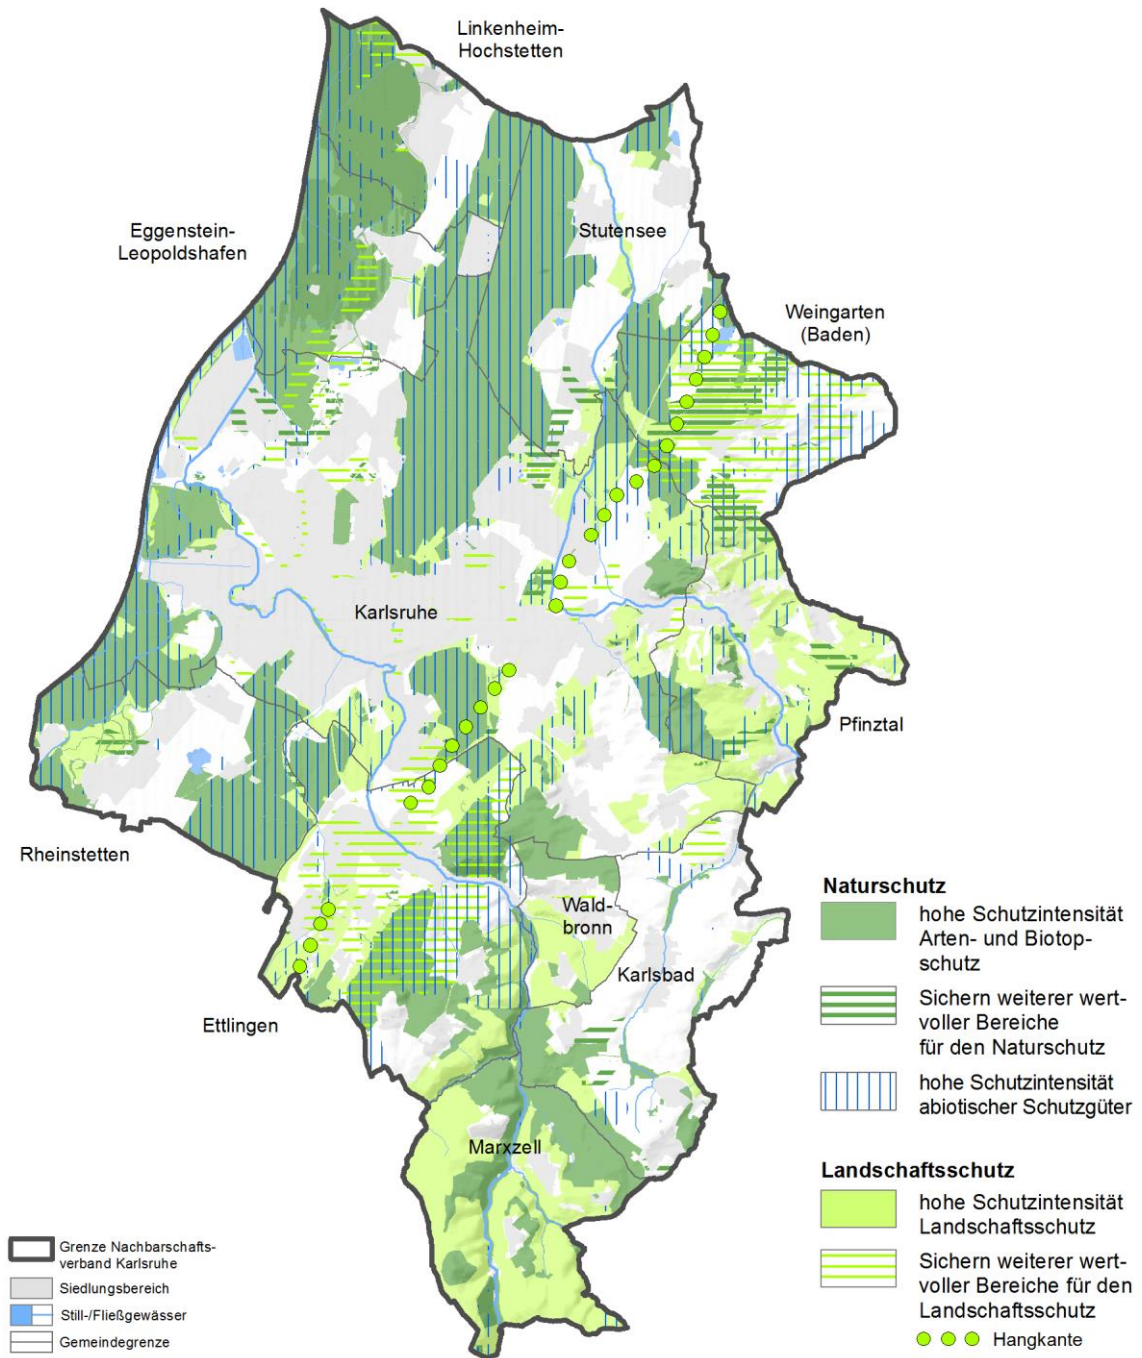 Linkenheim-
Hochstetten
Eggenstein-
Leopoldshafen
Stutensee
Weingarten
(Baden)
Karlsruhe
Pfinztal
Rheinstetten
Wald-
bronn
Karlsbad
Ettlingen
Marxzell
Naturschutz
hohe Schutzintensität
Arten- und Biotop-
schutz
Sichern weiterer wert-
voller Bereiche
für den Naturschutz
hohe Schutzintensität
abiotischer Schutzgüter
Landschaftsschutz
hohe Schutzintensität
Landschaftsschutz
Sichern weiterer wert-
voller Bereiche für den
Landschaftsschutz
Hangkante
Grenze Nachbarschafts-
verband Karlsruhe
Siedlungsbereich
Still-/Fließgewässer
Gemeindegrenze